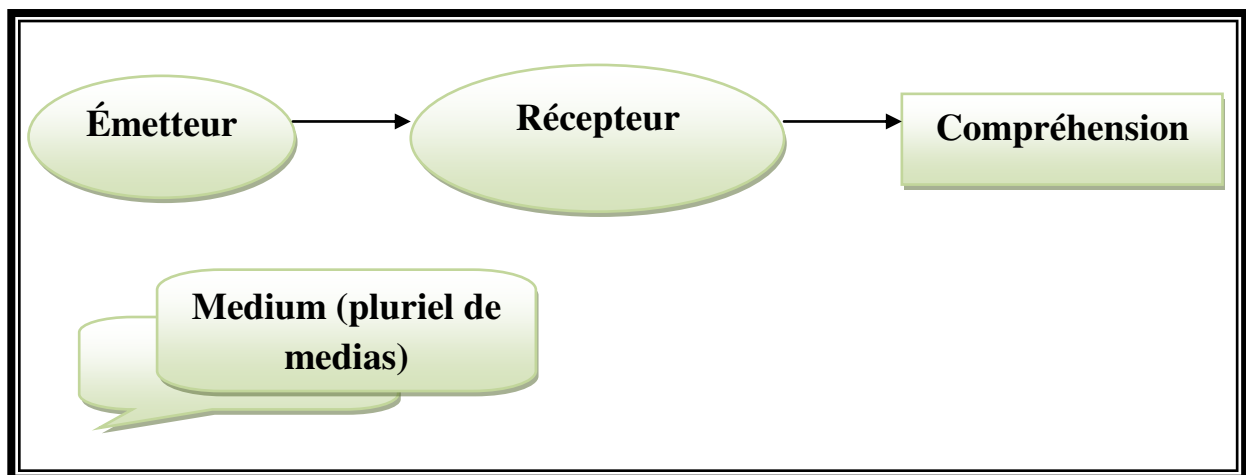 Émetteur
Récepteur
Compréhension
Medium (pluriel de
medias)